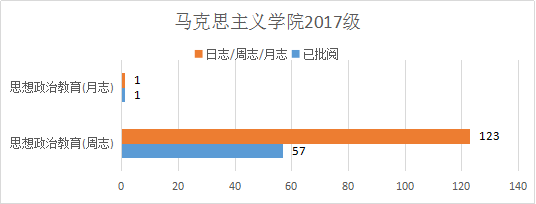 马克思主义学院2017级
日志/周志/月志 已批阅
思想政治教育(月志) 1
1
思想政治教育(周志) 123
57
0 20 40 60 80 100 120 140